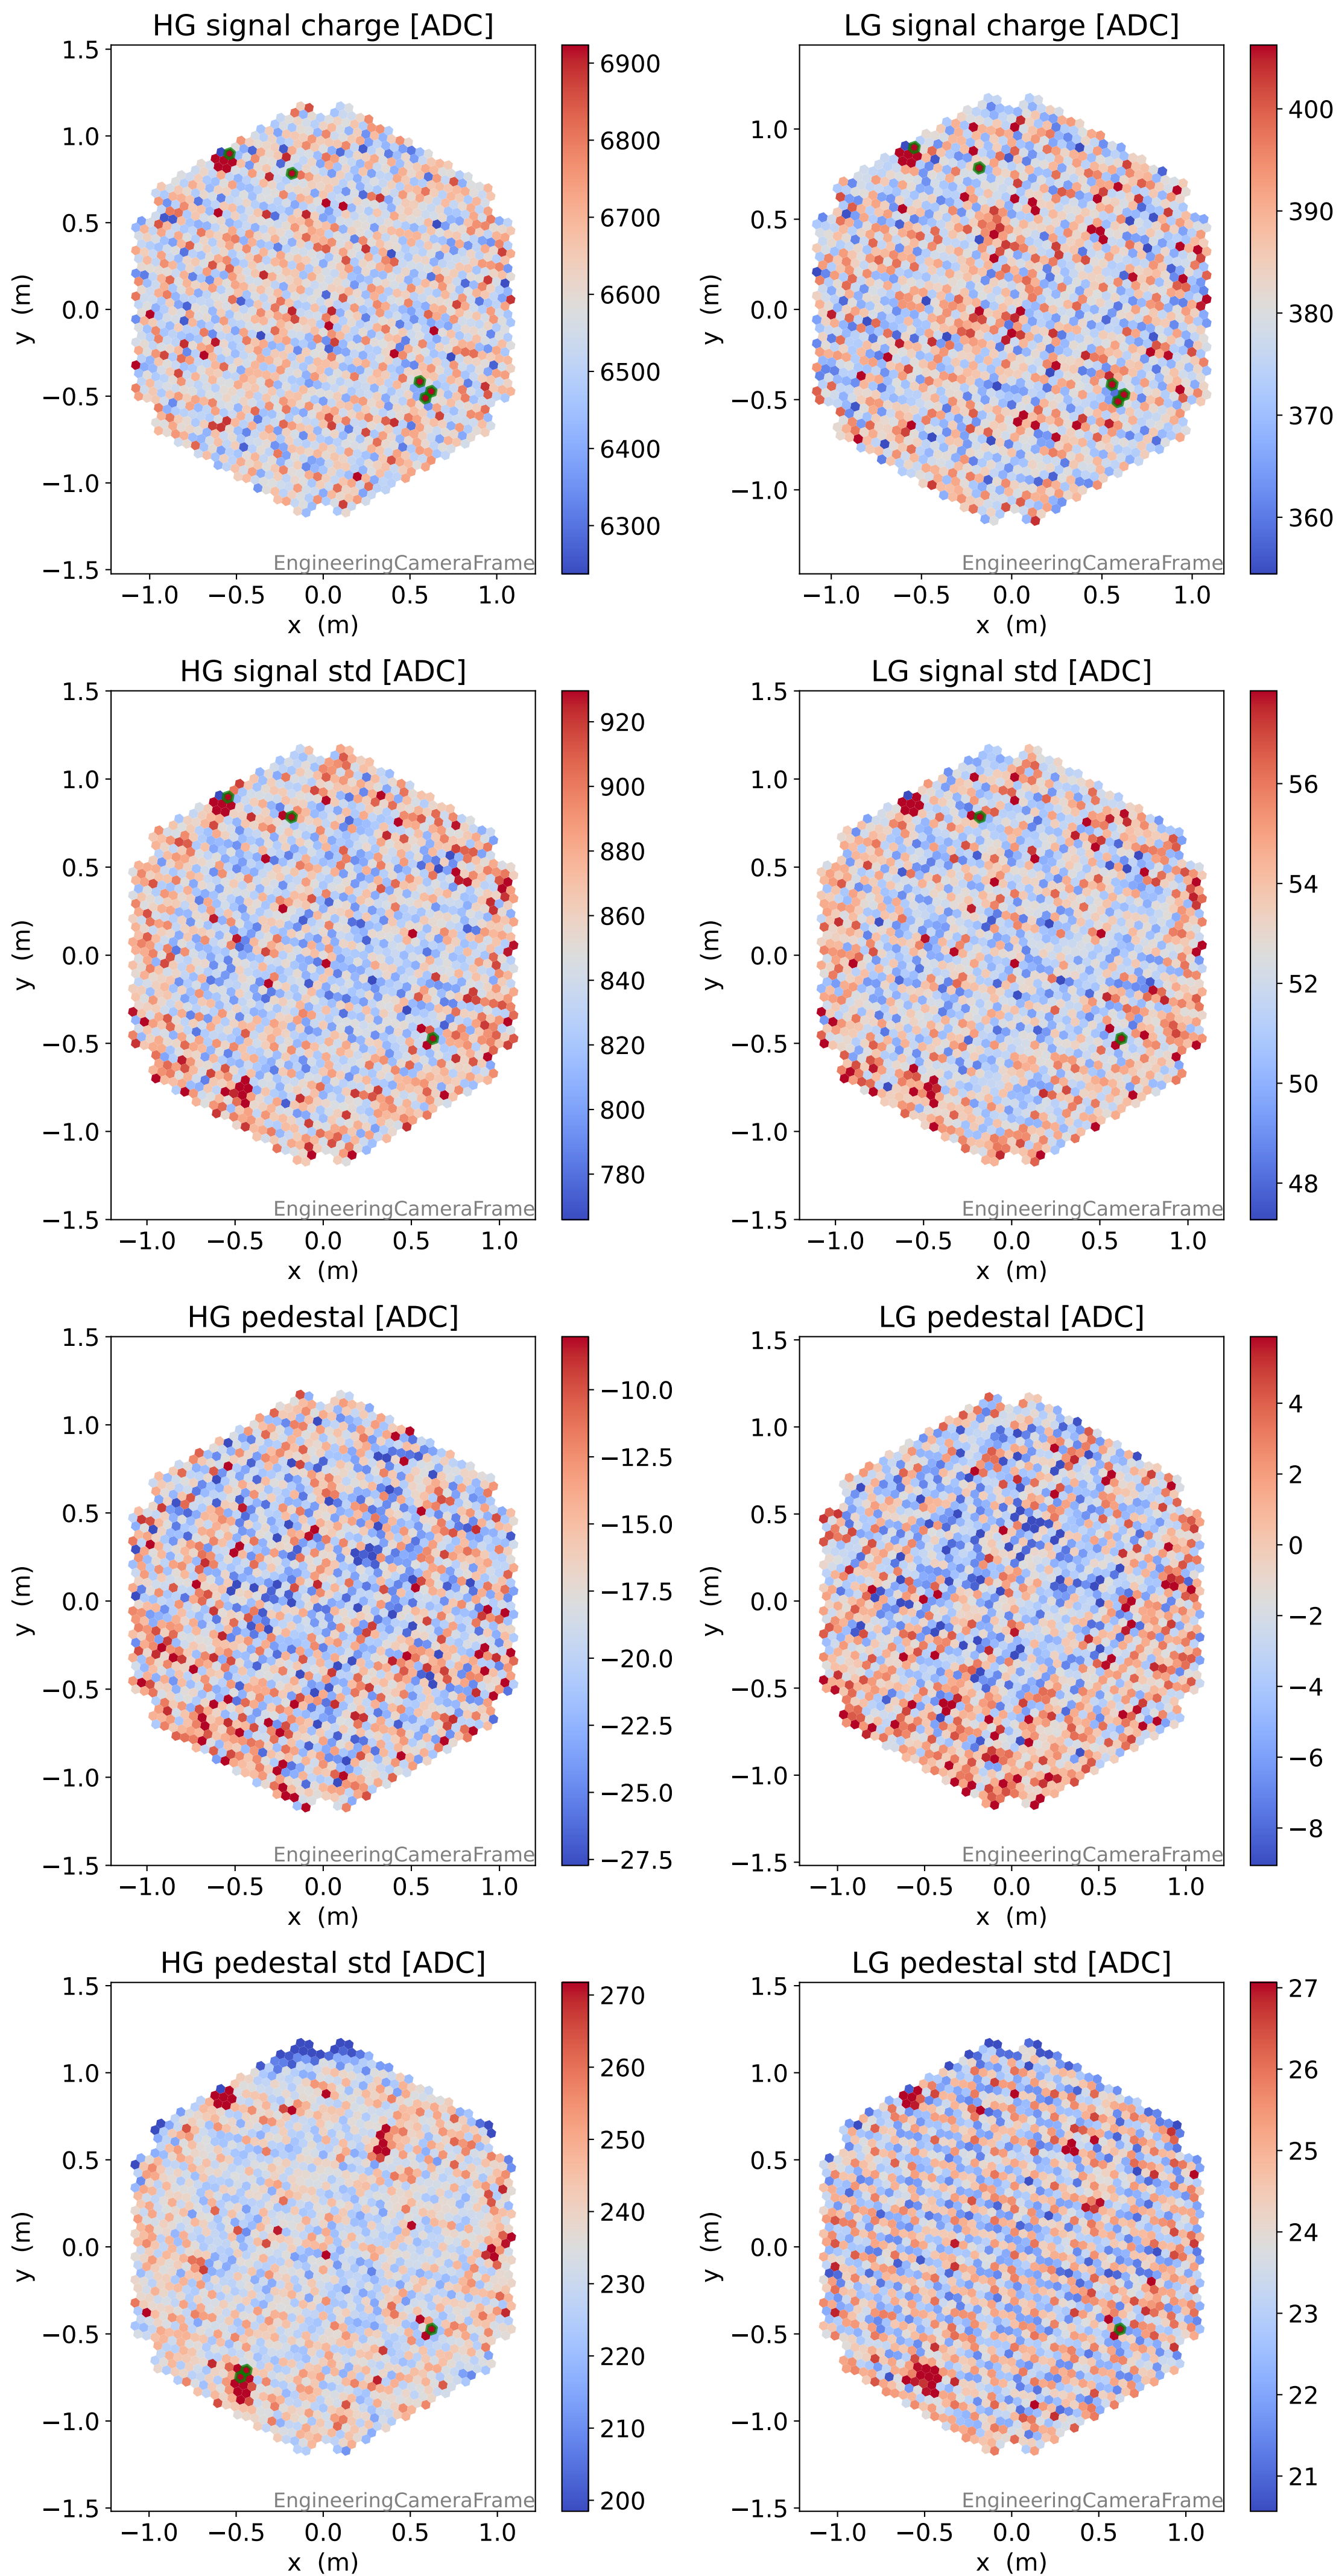 HG signal charge [ADC]
1.5
1.0
0.5
0.0
−0.5
−1.0
−1.5
y (m)
−1.0 −0.5 0.0 0.5 1.0
x (m)
EngineeringCameraFrame
6900
6800
6700
6600
6500
6400
6300
LG signal charge [ADC]
1.0
0.5
0.0
−0.5
−1.0
y (m)
−1.0 −0.5 0.0 0.5 1.0
x (m)
EngineeringCameraFrame
400
390
380
370
360
HG signal std [ADC]
1.5
1.0
0.5
0.0
−0.5
−1.0
−1.5
y (m)
−1.0 −0.5 0.0 0.5 1.0
x (m)
EngineeringCameraFrame
920
900
880
860
840
820
800
780
LG signal std [ADC]
1.5
1.0
0.5
0.0
−0.5
−1.0
−1.5
y (m)
−1.0 −0.5 0.0 0.5 1.0
x (m)
EngineeringCameraFrame
56
54
52
50
48
HG pedestal [ADC]
1.5
1.0
0.5
0.0
−0.5
−1.0
−1.5
y (m)
−1.0 −0.5 0.0 0.5 1.0
x (m)
EngineeringCameraFrame
−10.0
−12.5
−15.0
−17.5
−20.0
−22.5
−25.0
−27.5
LG pedestal [ADC]
1.5
1.0
0.5
0.0
−0.5
−1.0
−1.5
y (m)
−1.0 −0.5 0.0 0.5 1.0
x (m)
EngineeringCameraFrame
4
2
0
−2
−4
−6
−8
HG pedestal std [ADC]
1.5
1.0
0.5
0.0
−0.5
−1.0
−1.5
y (m)
−1.0 −0.5 0.0 0.5 1.0
x (m)
EngineeringCameraFrame
270
260
250
240
230
220
210
200
LG pedestal std [ADC]
1.5
1.0
0.5
0.0
−0.5
−1.0
−1.5
y (m)
−1.0 −0.5 0.0 0.5 1.0
x (m)
EngineeringCameraFrame
27
26
25
24
23
22
21